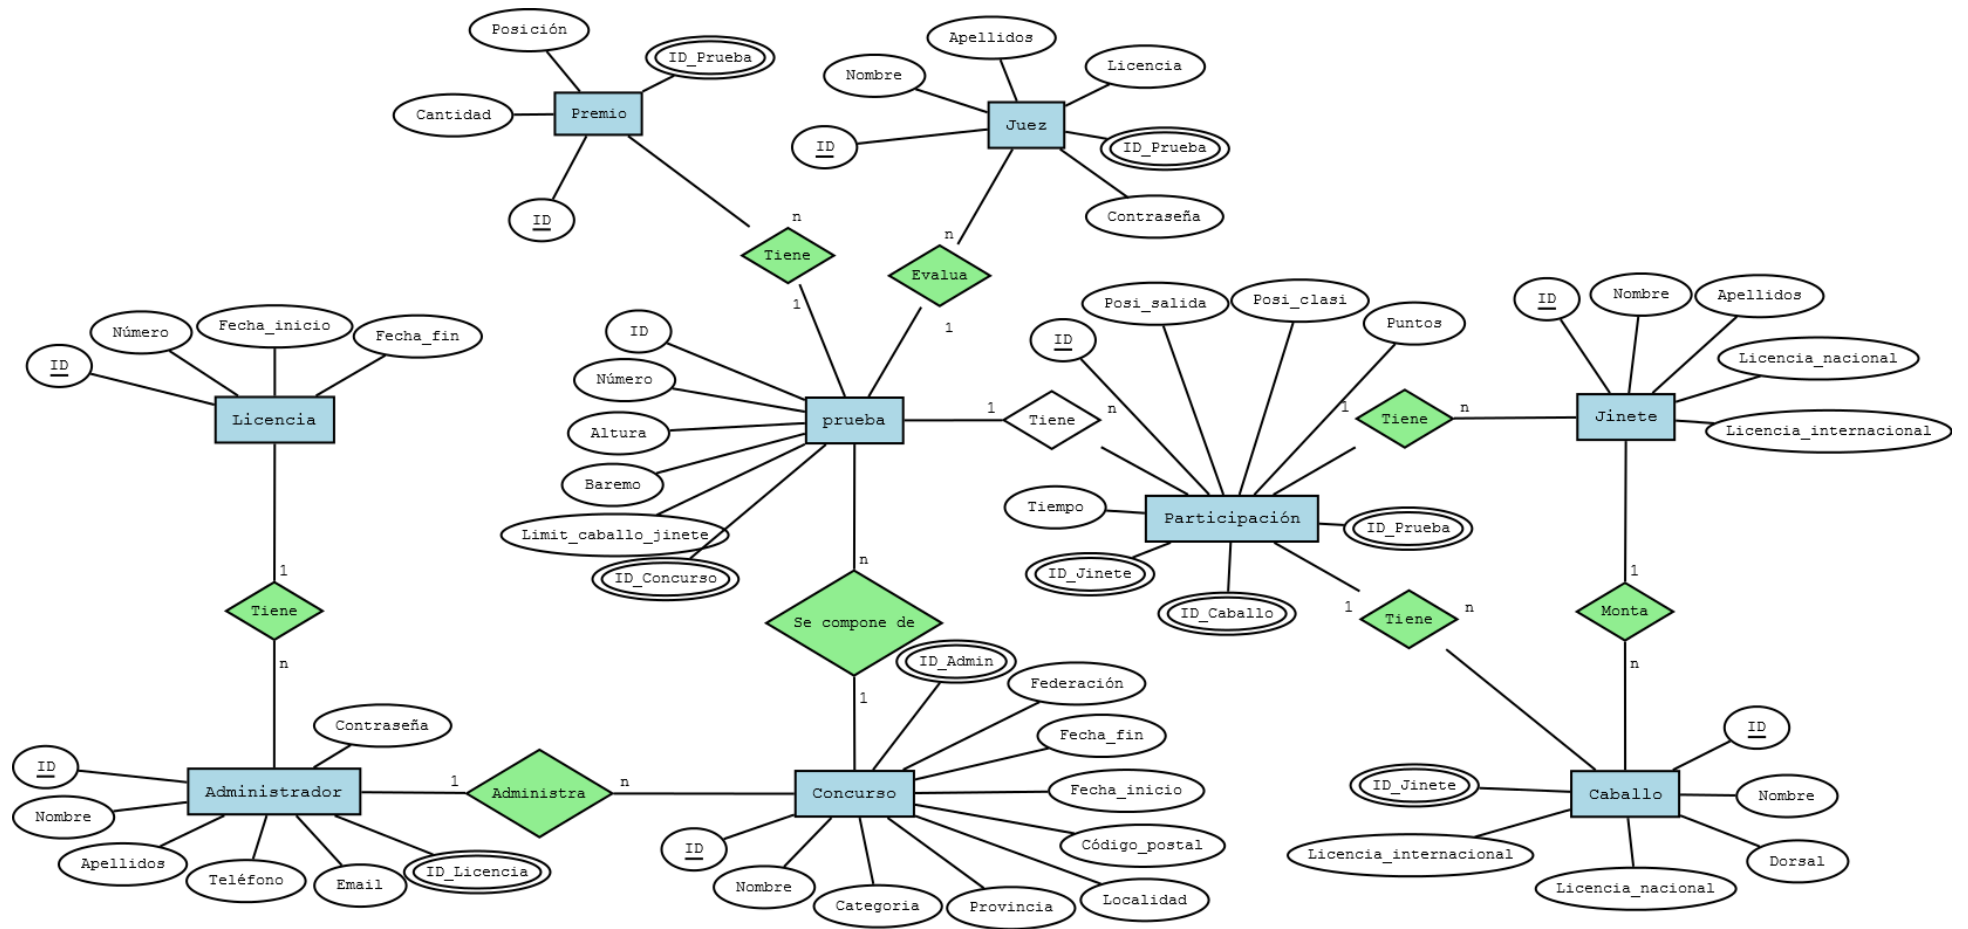 Posición
ID_Prueba
Cantidad
Premio
ID
Apellidos
Nombre
Licencia
Juez
ID
ID_Prueba
Contraseña
n
Tiene
1
n
Evalua
1
Número
Fecha_inicio
Fecha_fin
ID
Licencia
1
Tiene
n
ID
Número
Altura
Baremo
Limit_caballo_jinete
ID_Concurso
prueba
1
Tiene
n
ID
Posi_salida
Posi_clasi
Puntos
1
Tiene
n
Tiempo
Participación
ID_Prueba
ID_Jinete
ID_Caballo
ID
Nombre
Apellidos
Licencia_nacional
Jinete
Licencia_internacional
n
Se compone de
1
1
Tiene
n
1
Monta
n
Contraseña
ID
Administrador
Nombre
Apellidos
Teléfono
Email
ID_Licencia
1
Administra
n
ID_Admin
Federación
Fecha_fin
Fecha_inicio
Concurso
Código_postal
ID
Nombre
Categoria
Provincia
Localidad
ID
ID_Jinete
Caballo
Nombre
Licencia_internacional
Licencia_nacional
Dorsal